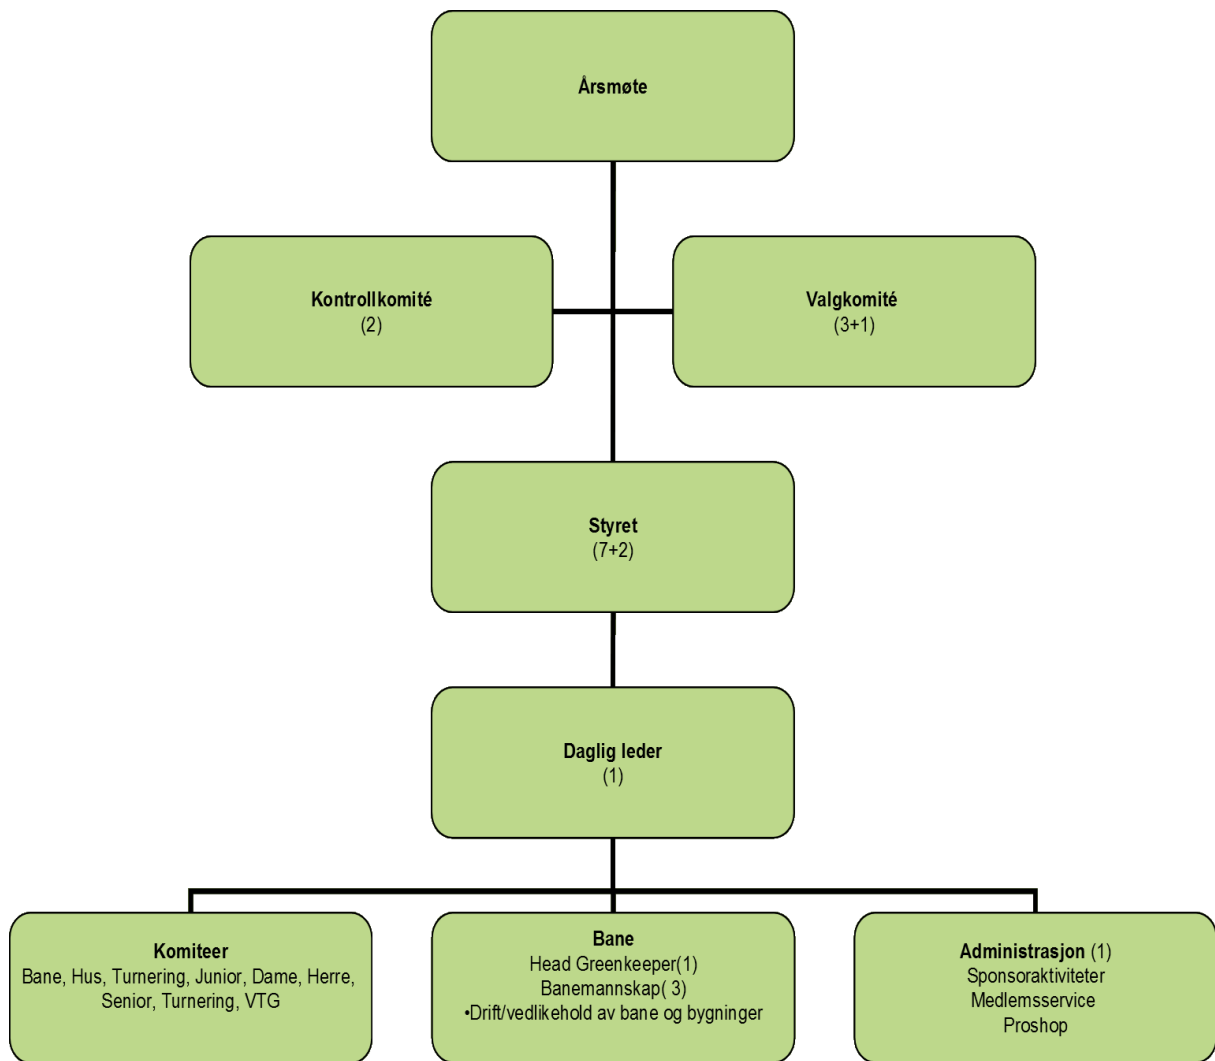 Årsmøte
Kontrollkomité
(2)
Valgkomité
(3+1)
Styret
(7+2)
Daglig leder
(1)
Komiteer
Bane, Hus, Turnering, Junior, Dame, Herre,
Senior, Turnering, VTG
Bane
Head Greenkeeper(1)
Banemannskap( 3)
•Drift/vedlikehold av bane og bygninger
Administrasjon (1)
Sponsoraktiviteter
Medlemsservice
Proshop